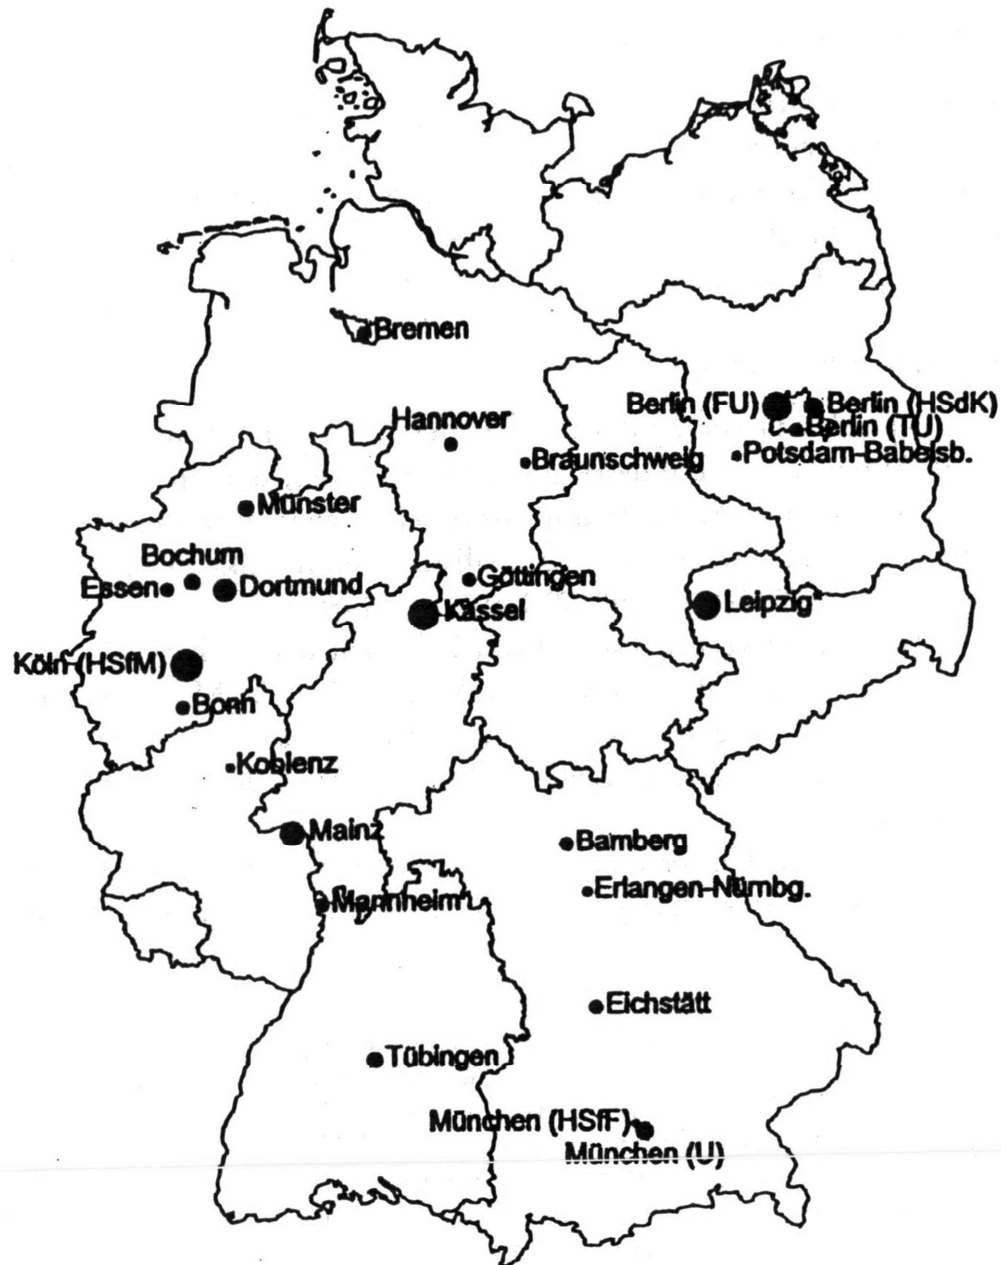 Bremen
Berlin (FU)
Berlin (HSdK)
Hannover
Berlin (TU)
Braunschweig
Potsdam-Babelsb.
Münster
Bochum
Göttingen
Essen
Dortmund
Kassel
Leipzig
Köln (HSfM)
Bonn
Koblenz
Mainz
Bamberg
Erlangen-Nürnbg.
Mannheim
Eichstätt
Tübingen
München (HSfF)
München (U)